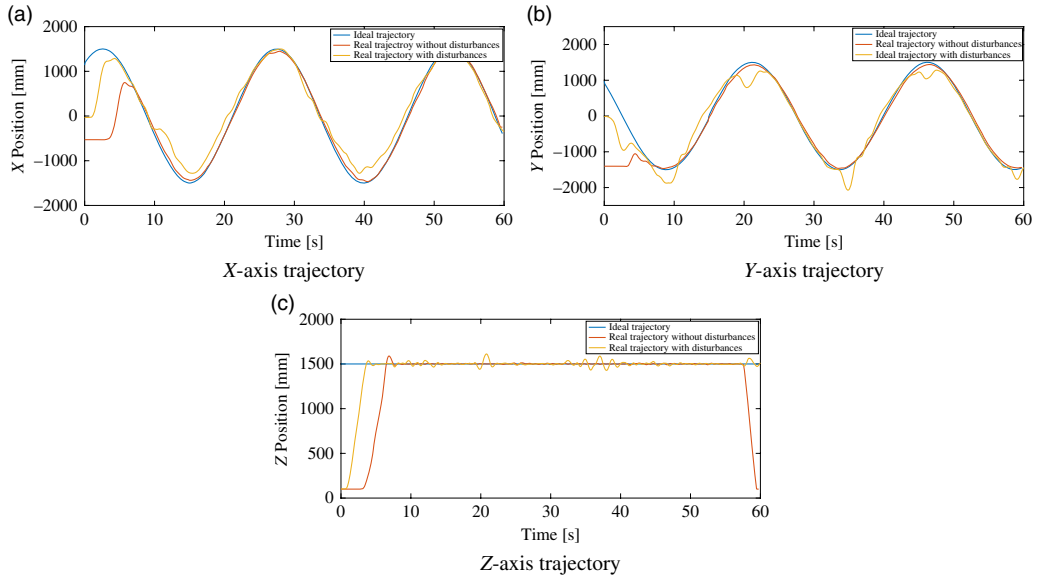 (a)
2000
1000
0
−1000
−2000
X Position [mm]
Ideal trajectory
Real trajectroy without disturbances
Real trajectory with disturbances
0 10 20 30 40 50 60
Time [s]
X-axis trajectory
(b)
2000
1000
0
−1000
−2000
Y Position [mm]
Ideal trajectory
Real trajectory without disturbances
Ideal trajectory with disturbances
0 10 20 30 40 50 60
Time [s]
Y-axis trajectory
(c)
2000
1500
1000
500
0
Z Position [mm]
Ideal trajectory
Real trajectory without disturbances
Real trajectory with disturbances
0 10 20 30 40 50 60
Time [s]
Z-axis trajectory